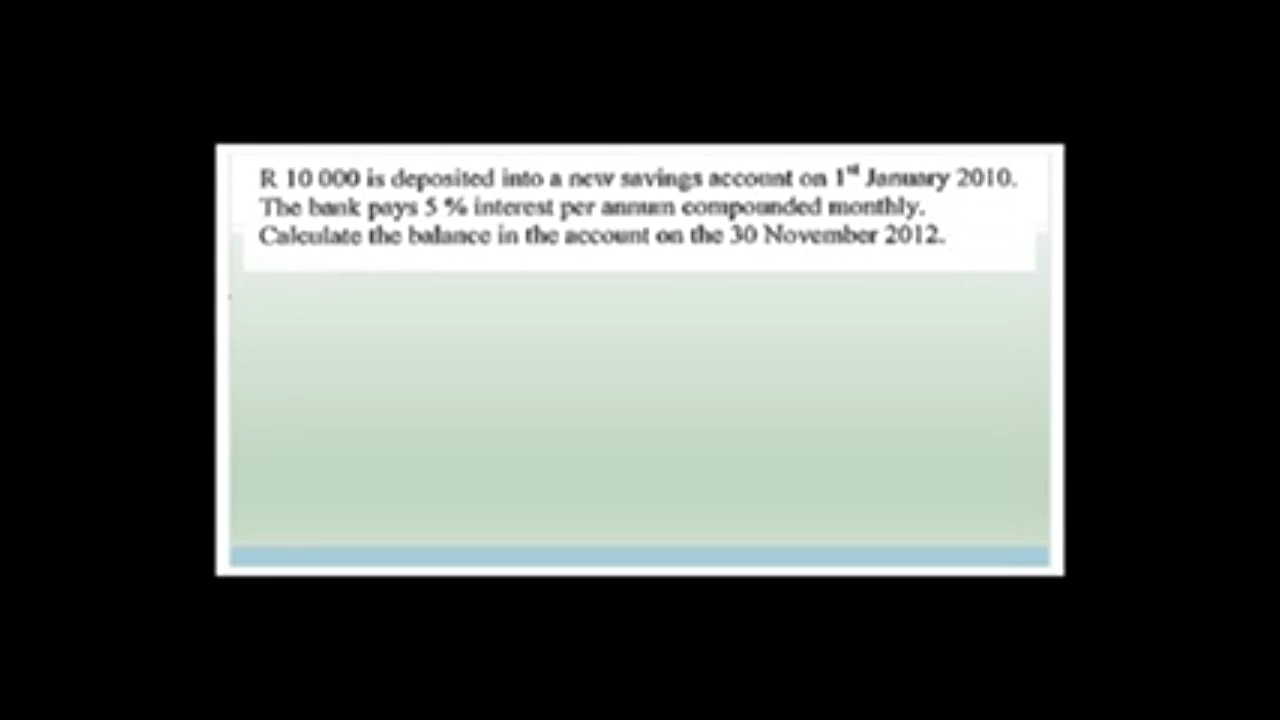 R 10 000 is deposited into a new savings account on 1st January 2010.
The bank pays 5 % interest per annum compounded monthly.
Calculate the balance in the account on the 30 November 2012.